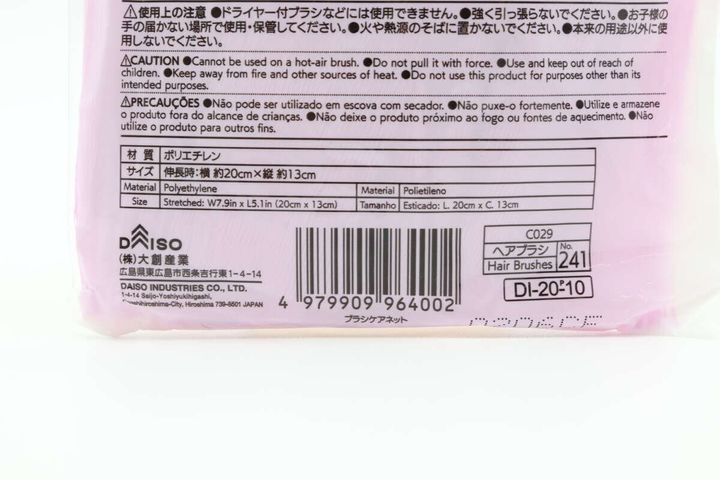 ⚠使用上の注意 ●ドライヤー付ブラシなどには使用できません。●強く引っ張らないでください。●お子様の
手の届かない場所で使用・保管してください。●火や熱源のそばに置かないでください。●本来の用途以外に使
用しないでください。
⚠CAUTION ●Cannot be used on a hot-air brush. ●Do not pull it with force. ●Use and keep out of reach of
children. ●Keep away from fire and other sources of heat. ●Do not use this product for purposes other than its
intended purposes.
⚠PRECAUÇÕES ●Não pode ser utilizado em escova com secador. ●Não puxe-o fortemente. ●Utilize e armazene
o produto fora do alcance de crianças. ●Não deixe o produto próximo ao fogo ou fontes de aquecimento. ●Não
utilize o produto para outros fins.
材質 ポリエチレン
サイズ 伸長時:横 約20cm×縦 約13cm
Material Polyethylene Material Polietileno
Size Stretched: W7.9in x L5.1in (20cm x 13cm) Tamanho Esticado: L. 20cm x C. 13cm
DAISO
(株)大創産業
広島県東広島市西条吉行東1-4-14
DAISO INDUSTRIES CO., LTD.
1-4-14 Saijo-Yoshiyukihigashi,
Hiroshima 739-8501 JAPAN
4 979909 964002
ブラシケアネット
C029
ヘアブラシ No.
Hair Brushes 241
DI-20-10